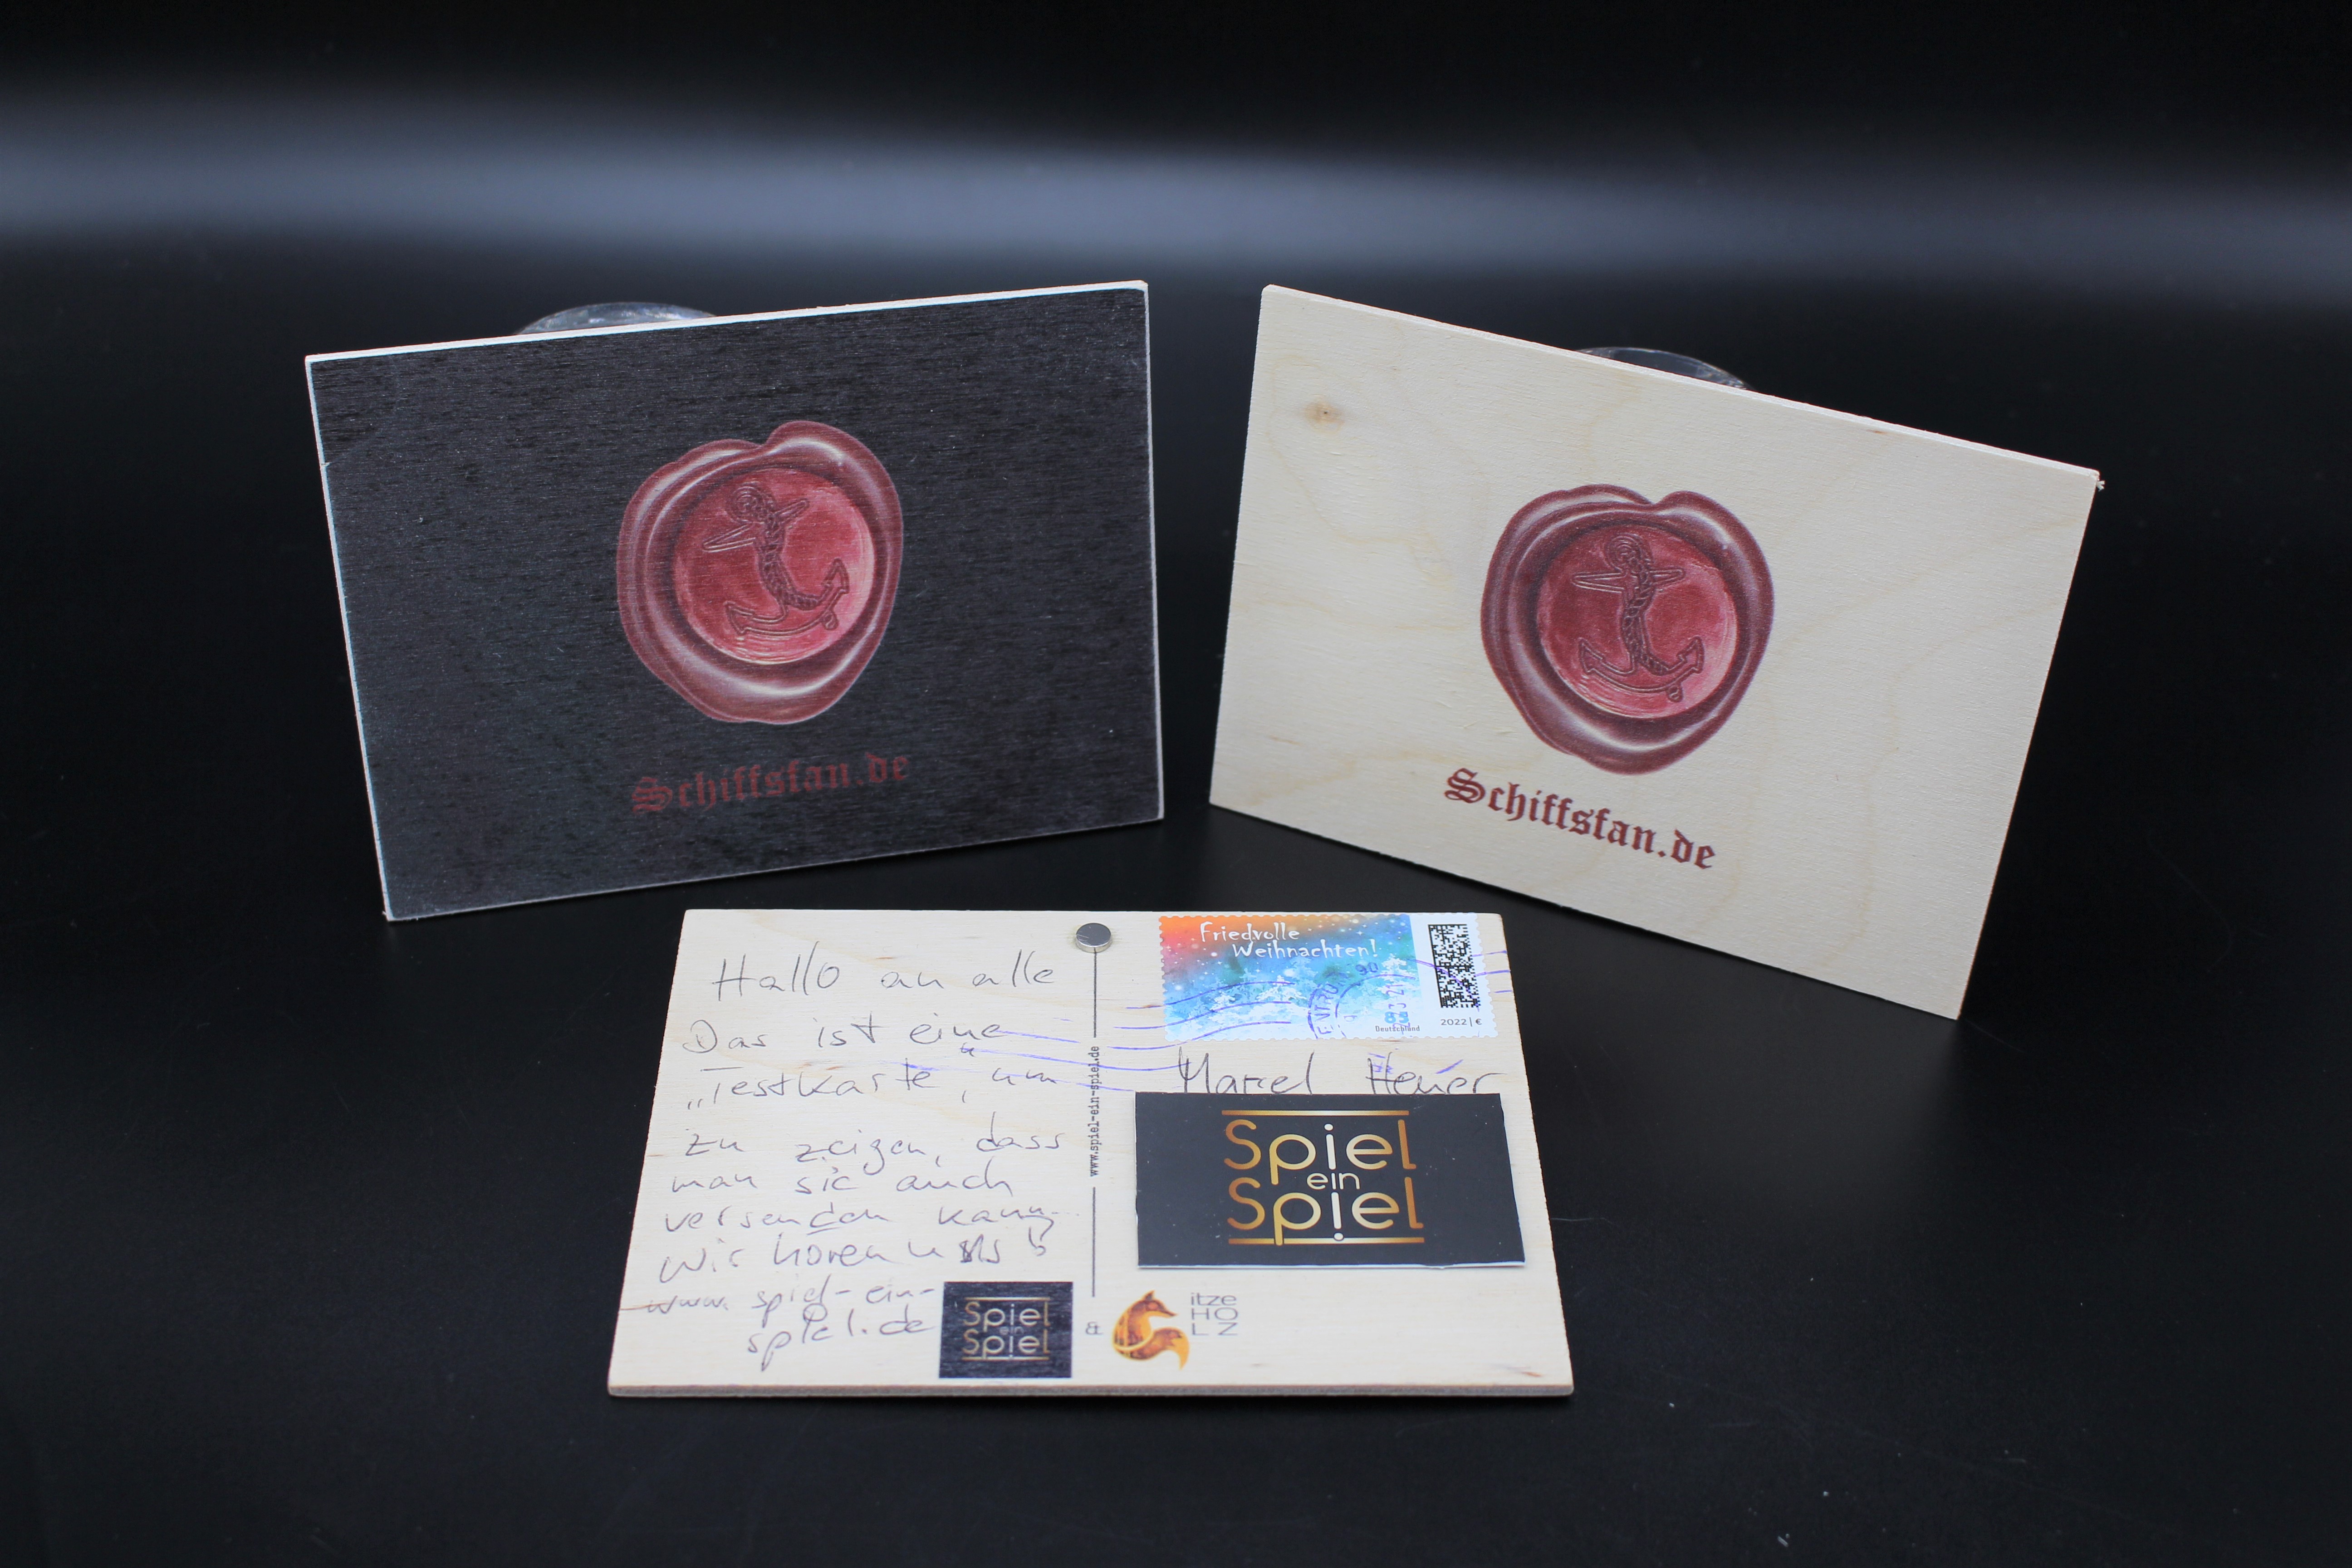 Schiffsfan.de
Schiffsfan.de
Hallo an alle
Das ist eine
„Testkarte", um
zu zeigen, dass
man sie auch
versenden kann.
Wir hören uns
www.spiel-ein-
spiel.de
www.spiel-ein-spiel.de
Friedvolle
Weihnachten!
Deutschland
2022 | €
Marcel Heuer
Spiel
ein
Spiel
Spiel
ein
Spiel
&
itze
HO
LZ